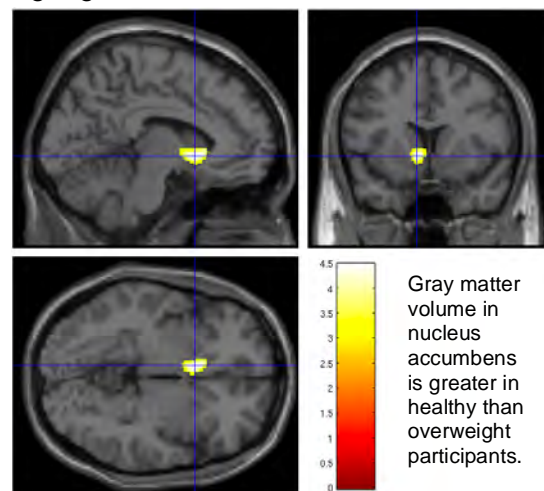 4.5
4
3.5
3
2.5
2
1.5
1
0.5
0
Gray matter
volume in
nucleus
accumbens
is greater in
healthy than
overweight
participants.